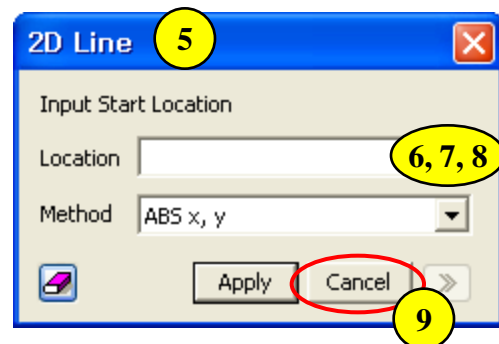 2D Line 5
Input Start Location
Location 6, 7, 8
Method ABS x, y
Apply Cancel >>
9